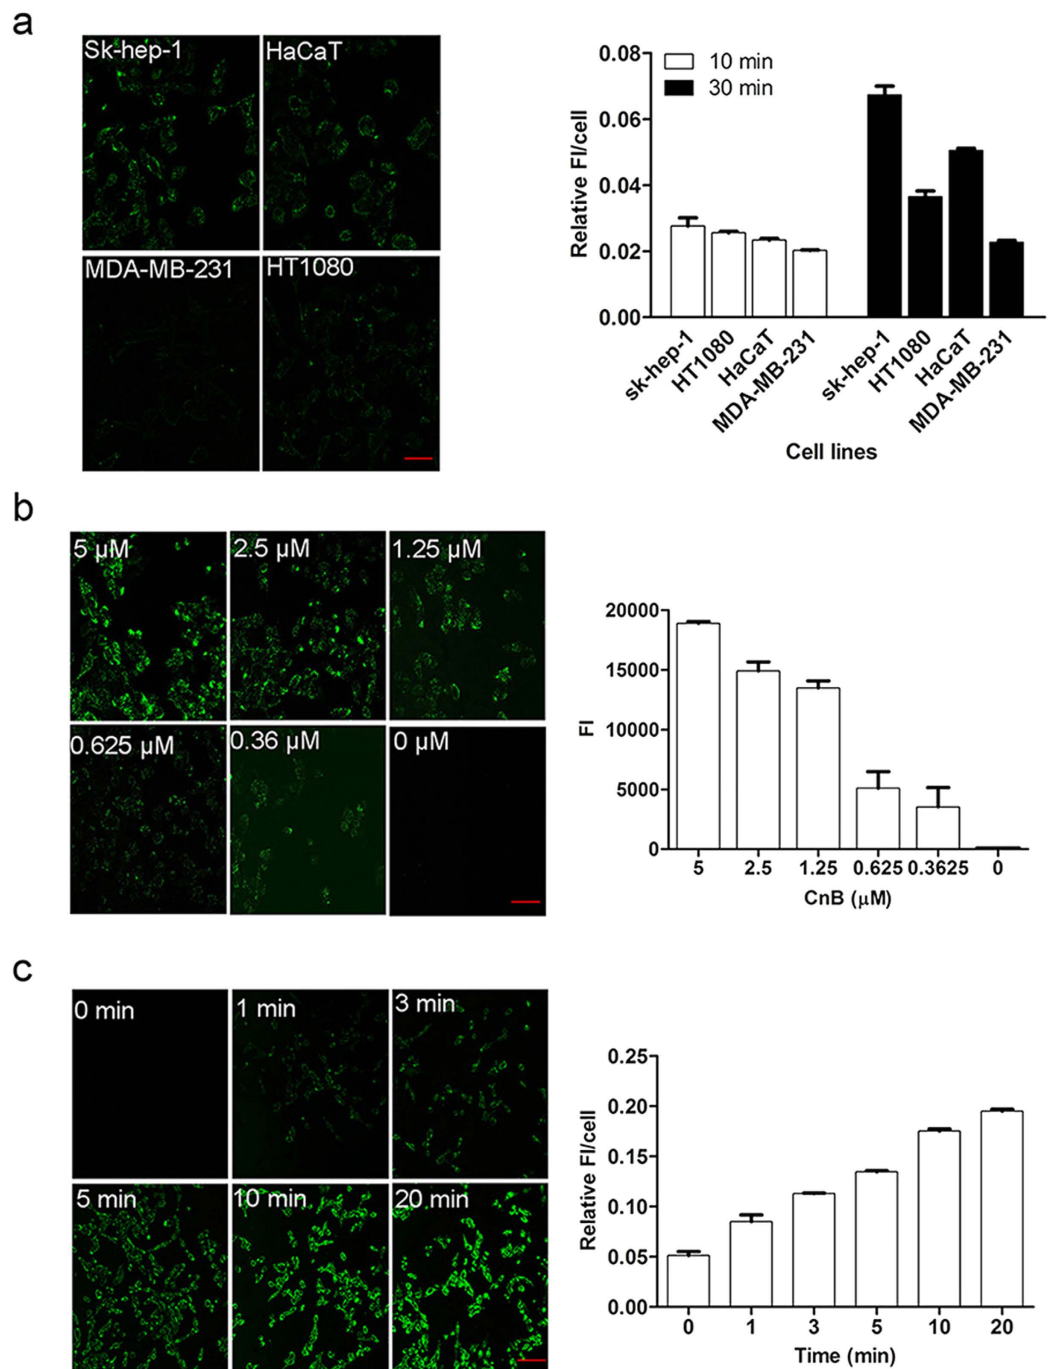 a
Sk-hep-1
HaCaT
MDA-MB-231
HT1080
0.08
0.06
0.04
0.02
0.00
Relative FI/cell
10 min
30 min
sk-hep-1
HT1080
HaCaT
MDA-MB-231
sk-hep-1
HT1080
HaCaT
MDA-MB-231
Cell lines
b
5 µM
2.5 µM
1.25 µM
0.625 µM
0.36 µM
0 µM
20000
15000
10000
5000
0
FI
5 2.5 1.25 0.625 0.3625 0
CnB (µM)
c
0 min
1 min
3 min
5 min
10 min
20 min
0.25
0.20
0.15
0.10
0.05
0.00
Relative FI/cell
0 1 3 5 10 20
Time (min)